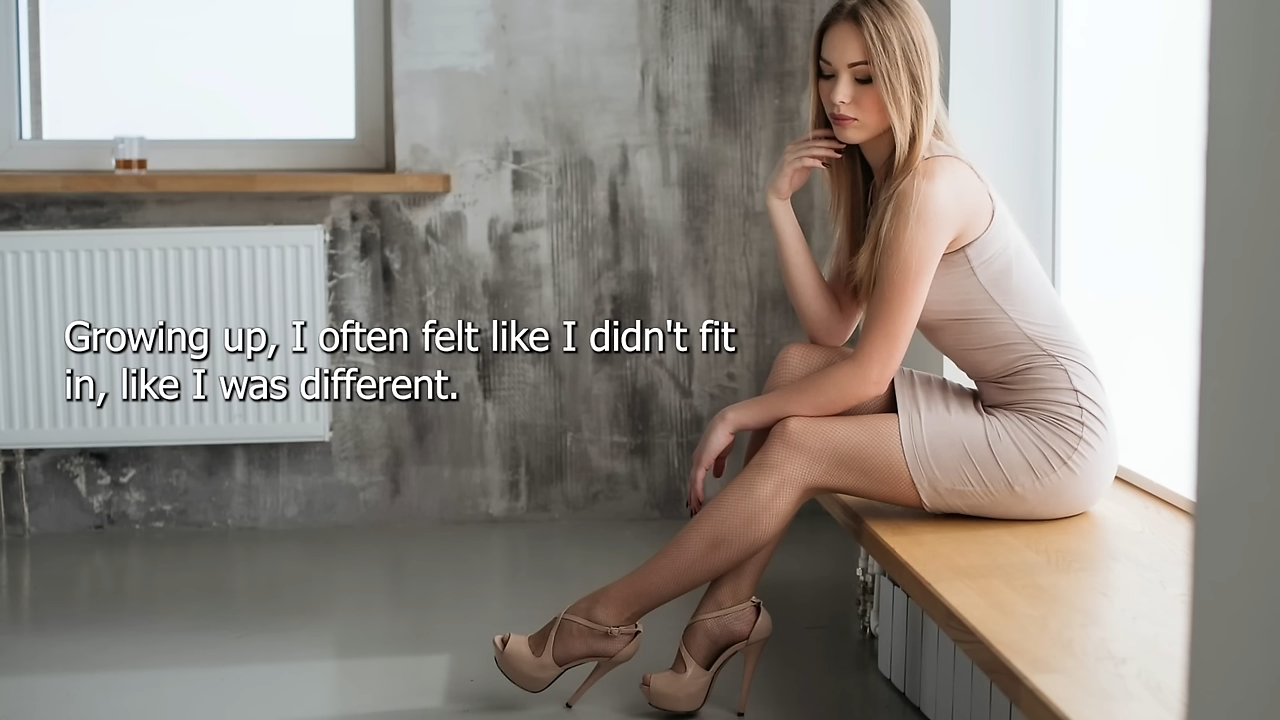 Growing up, I often felt like I didn't fit
in, like I was different.